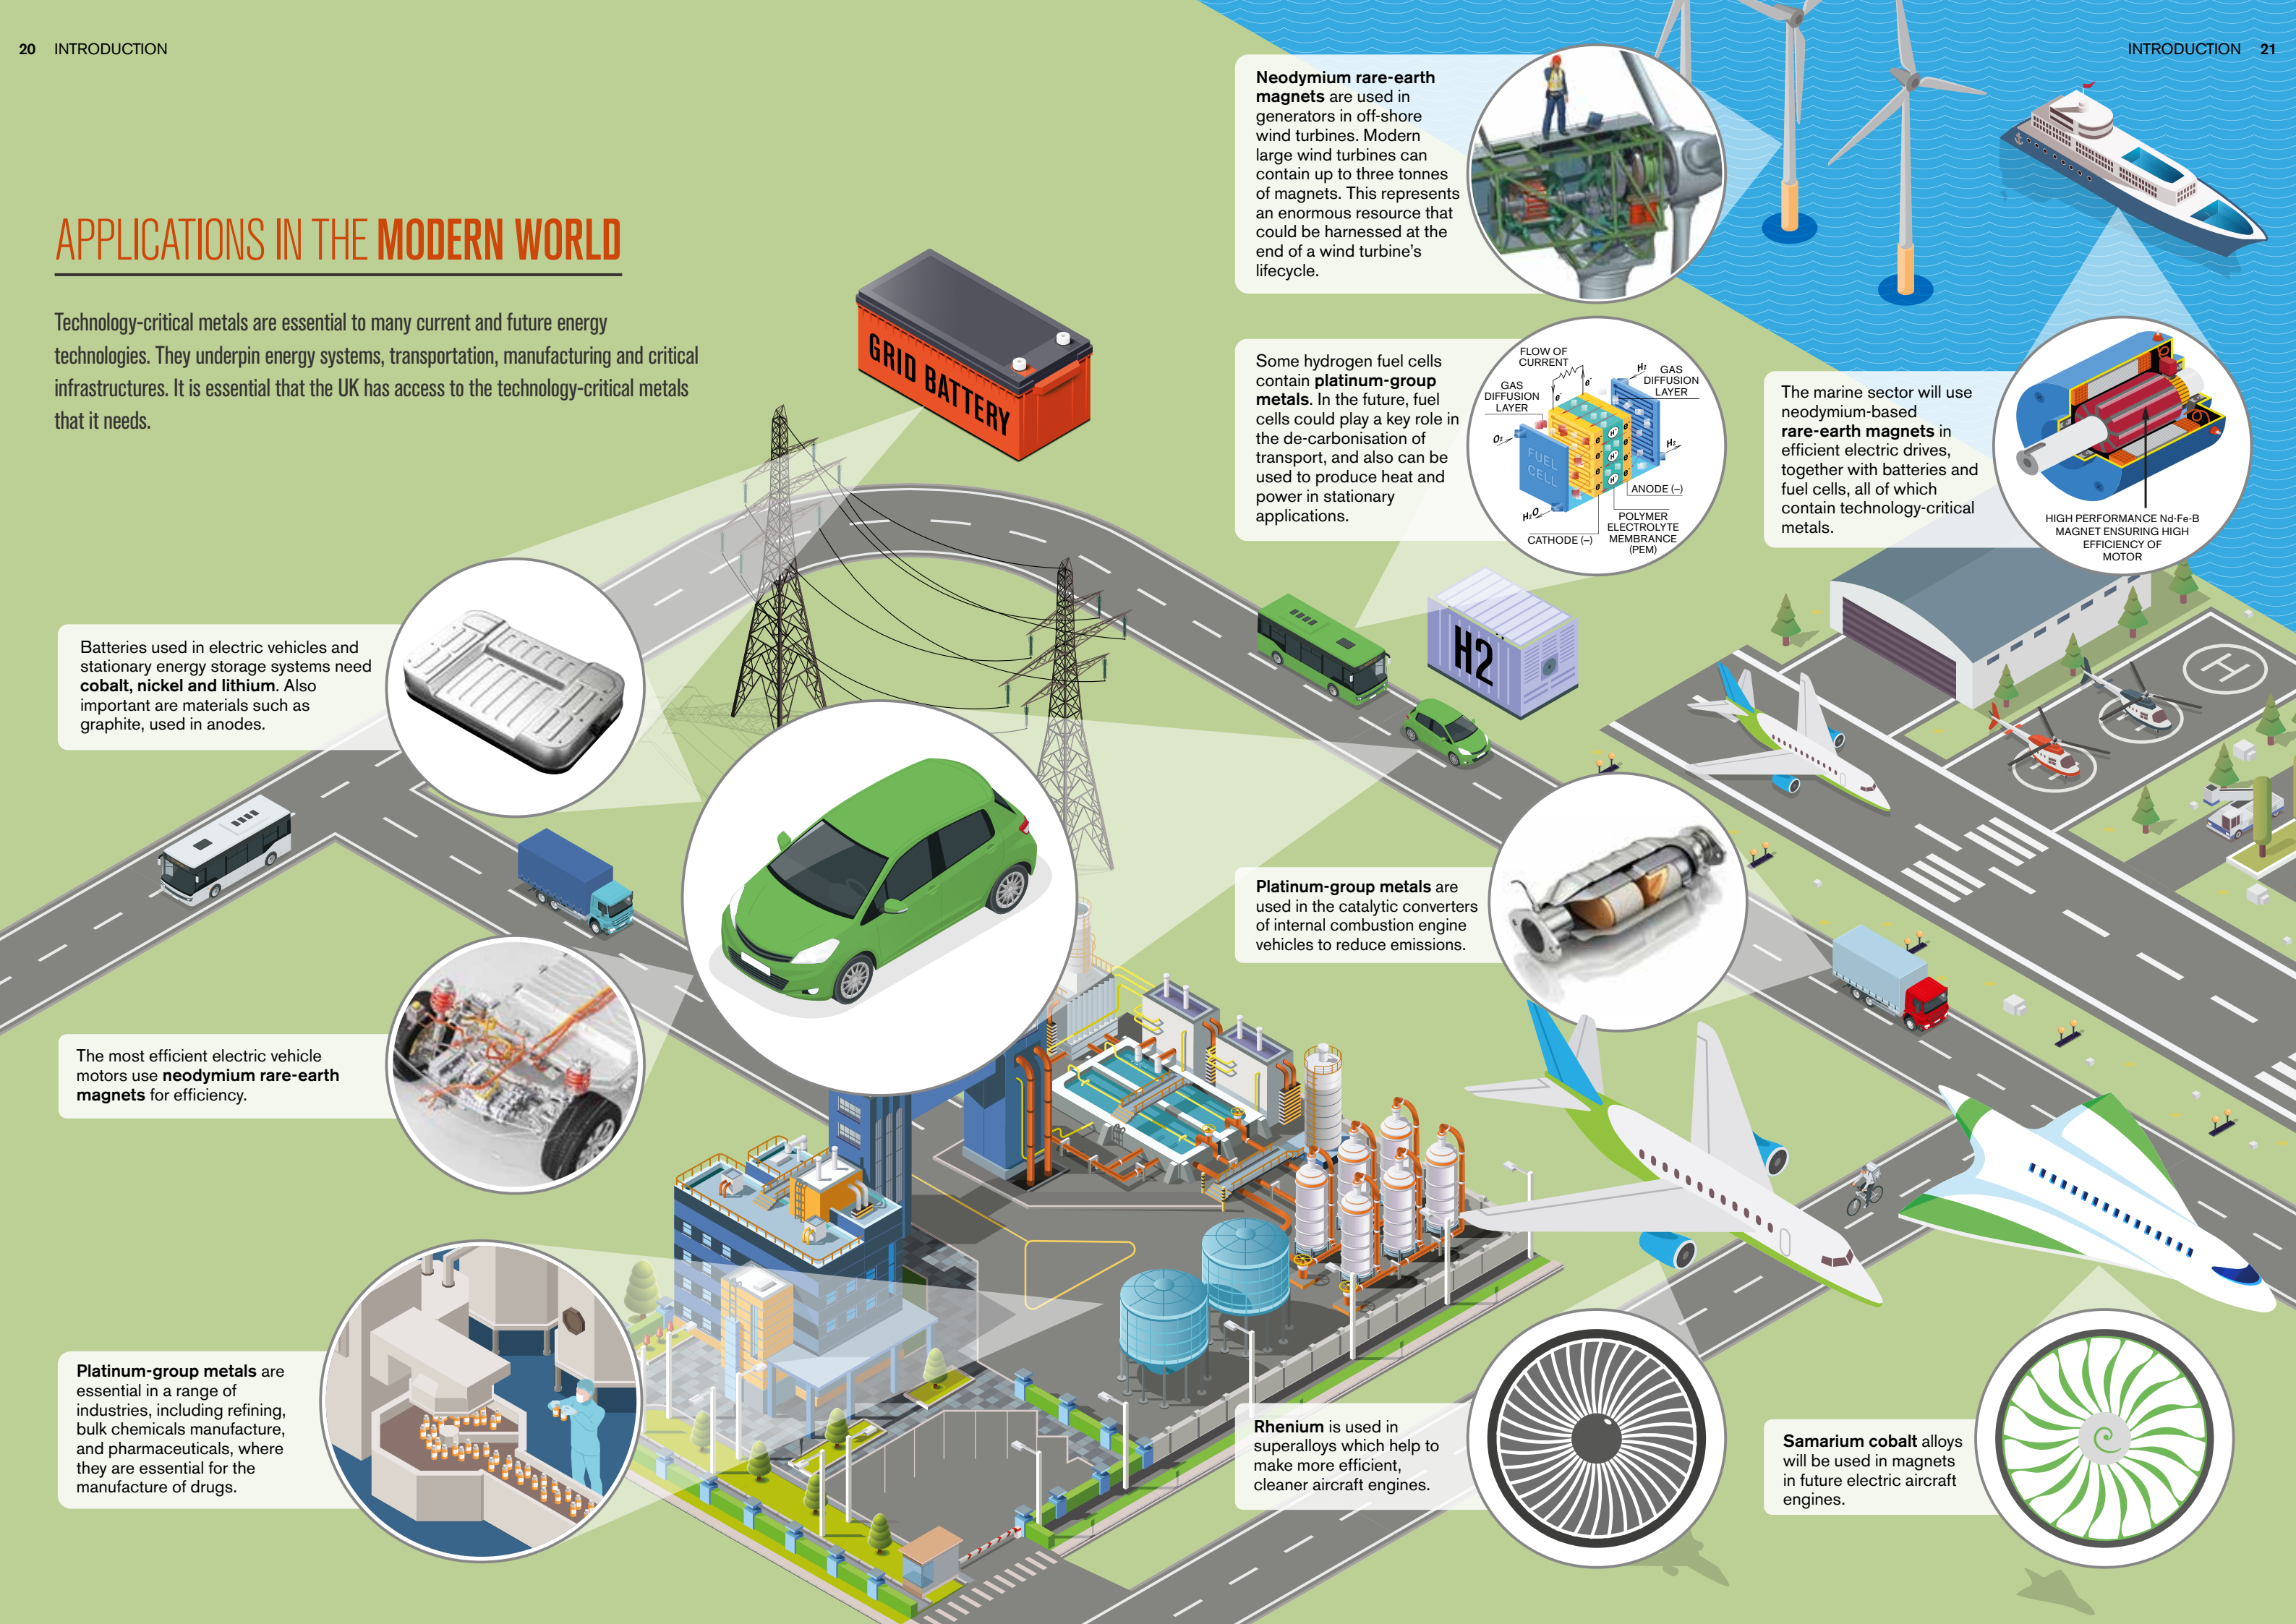 20 INTRODUCTION
INTRODUCTION 21
APPLICATIONS IN THE MODERN WORLD
Technology-critical metals are essential to many current and future energy
technologies. They underpin energy systems, transportation, manufacturing and critical
infrastructures. It is essential that the UK has access to the technology-critical metals
that it needs.
GRID BATTERY
Batteries used in electric vehicles and
stationary energy storage systems need
cobalt, nickel and lithium. Also
important are materials such as
graphite, used in anodes.
The most efficient electric vehicle
motors use neodymium rare-earth
magnets for efficiency.
Platinum-group metals are
essential in a range of
industries, including refining,
bulk chemicals manufacture,
and pharmaceuticals, where
they are essential for the
manufacture of drugs.
Neodymium rare-earth
magnets are used in
generators in off-shore
wind turbines. Modern
large wind turbines can
contain up to three tonnes
of magnets. This represents
an enormous resource that
could be harnessed at the
end of a wind turbine's
lifecycle.
Some hydrogen fuel cells
contain platinum-group
metals. In the future, fuel
cells could play a key role in
the de-carbonisation of
transport, and also can be
used to produce heat and
power in stationary
applications.
FLOW OF
CURRENT
GAS
DIFFUSION
LAYER
H₂
GAS
DIFFUSION
LAYER
e⁻
e⁻
O₂
H₂
FUEL
CELL
H⁺
H⁺
H⁺
H₂O
ANODE (–)
POLYMER
ELECTROLYTE
MEMBRANCE
(PEM)
CATHODE (–)
H2
The marine sector will use
neodymium-based
rare-earth magnets in
efficient electric drives,
together with batteries and
fuel cells, all of which
contain technology-critical
metals.
HIGH PERFORMANCE Nd-Fe-B
MAGNET ENSURING HIGH
EFFICIENCY OF
MOTOR
H
Platinum-group metals are
used in the catalytic converters
of internal combustion engine
vehicles to reduce emissions.
Rhenium is used in
superalloys which help to
make more efficient,
cleaner aircraft engines.
Samarium cobalt alloys
will be used in magnets
in future electric aircraft
engines.